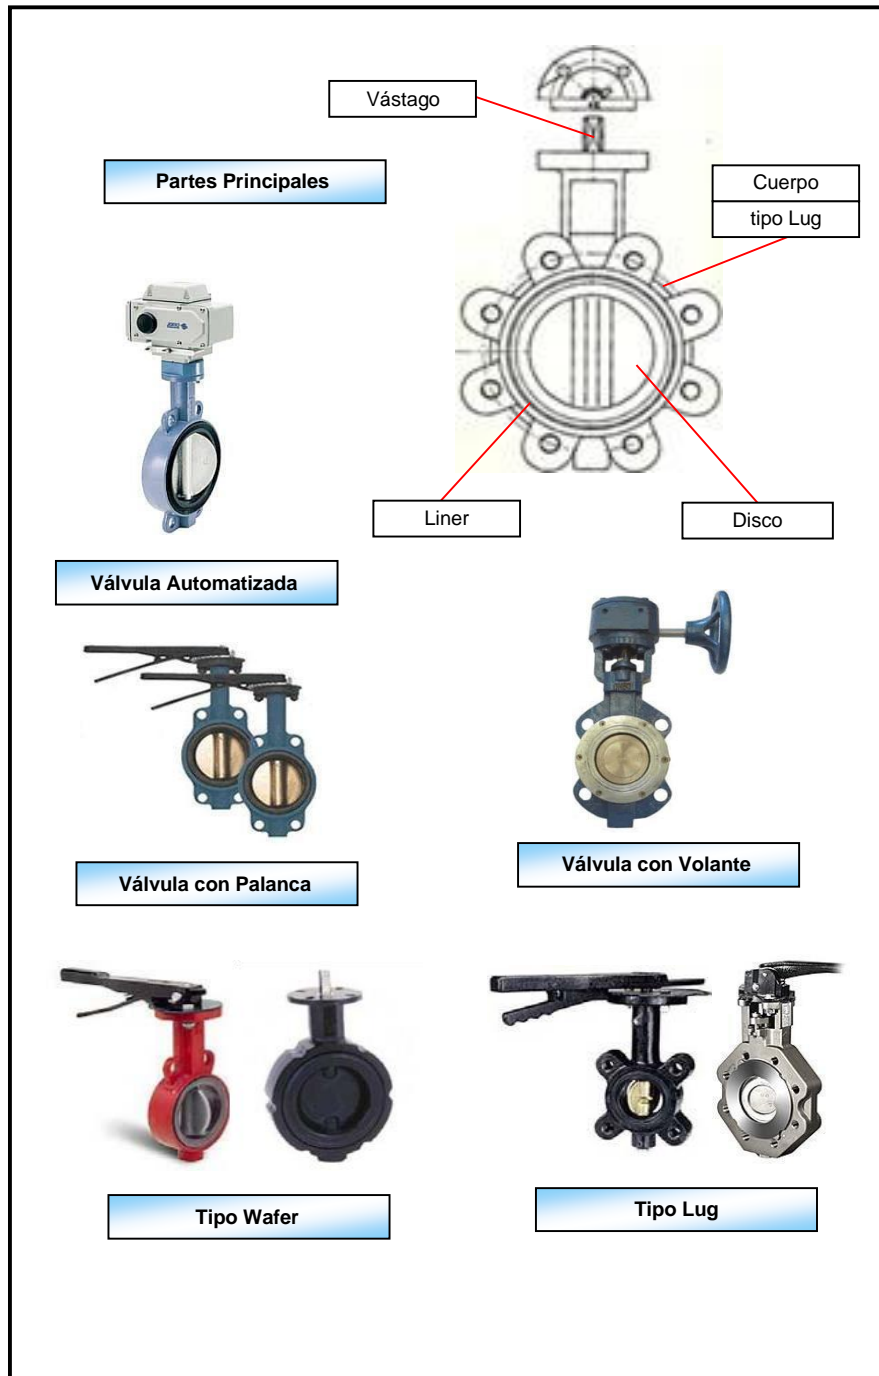 Vástago
Partes Principales
Cuerpo
tipo Lug
Liner
Disco
Válvula Automatizada
Válvula con Palanca
Válvula con Volante
Tipo Wafer
Tipo Lug